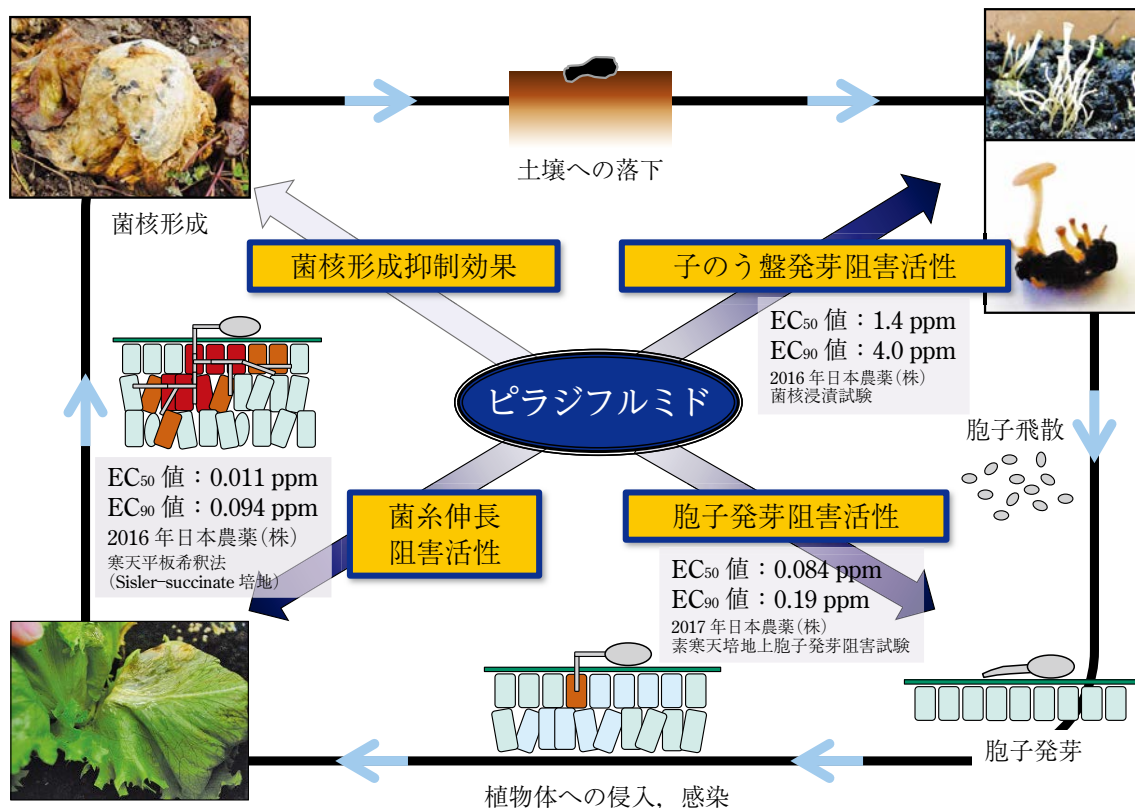 土壌への落下
菌核形成
菌核形成抑制効果
子のう盤発芽阻害活性
EC50 値：1.4 ppm
EC90 値：4.0 ppm
2016 年日本農薬（株）
菌核浸漬試験
ピラジフルミド
胞子飛散
EC50 値：0.011 ppm
EC90 値：0.094 ppm
2016 年日本農薬（株）
寒天平板希釈法
(Sisler−succinate 培地)
菌糸伸長
阻害活性
胞子発芽阻害活性
EC50 値：0.084 ppm
EC90 値：0.19 ppm
2017 年日本農薬（株）
素寒天培地上胞子発芽阻害試験
胞子発芽
植物体への侵入，感染